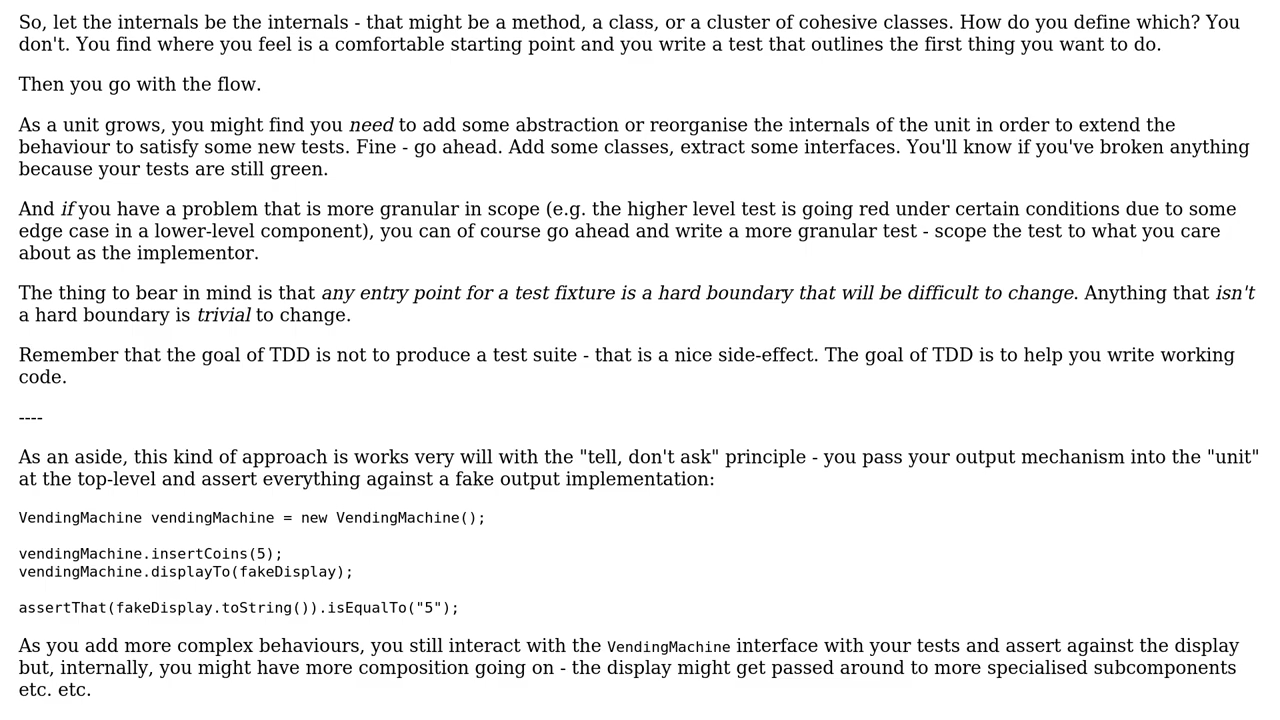 So, let the internals be the internals - that might be a method, a class, or a cluster of cohesive classes. How do you define which? You
don't. You find where you feel is a comfortable starting point and you write a test that outlines the first thing you want to do.
Then you go with the flow.
As a unit grows, you might find you need to add some abstraction or reorganise the internals of the unit in order to extend the
behaviour to satisfy some new tests. Fine - go ahead. Add some classes, extract some interfaces. You'll know if you've broken anything
because your tests are still green.
And if you have a problem that is more granular in scope (e.g. the higher level test is going red under certain conditions due to some
edge case in a lower-level component), you can of course go ahead and write a more granular test - scope the test to what you care
about as the implementor.
The thing to bear in mind is that any entry point for a test fixture is a hard boundary that will be difficult to change. Anything that isn't
a hard boundary is trivial to change.
Remember that the goal of TDD is not to produce a test suite - that is a nice side-effect. The goal of TDD is to help you write working
code.
----
As an aside, this kind of approach is works very will with the "tell, don't ask" principle - you pass your output mechanism into the "unit"
at the top-level and assert everything against a fake output implementation:
VendingMachine vendingMachine = new VendingMachine();
vendingMachine.insertCoins(5);
vendingMachine.displayTo(fakeDisplay);
assertThat(fakeDisplay.toString()).isEqualTo("5");
As you add more complex behaviours, you still interact with the VendingMachine interface with your tests and assert against the display
but, internally, you might have more composition going on - the display might get passed around to more specialised subcomponents
etc. etc.